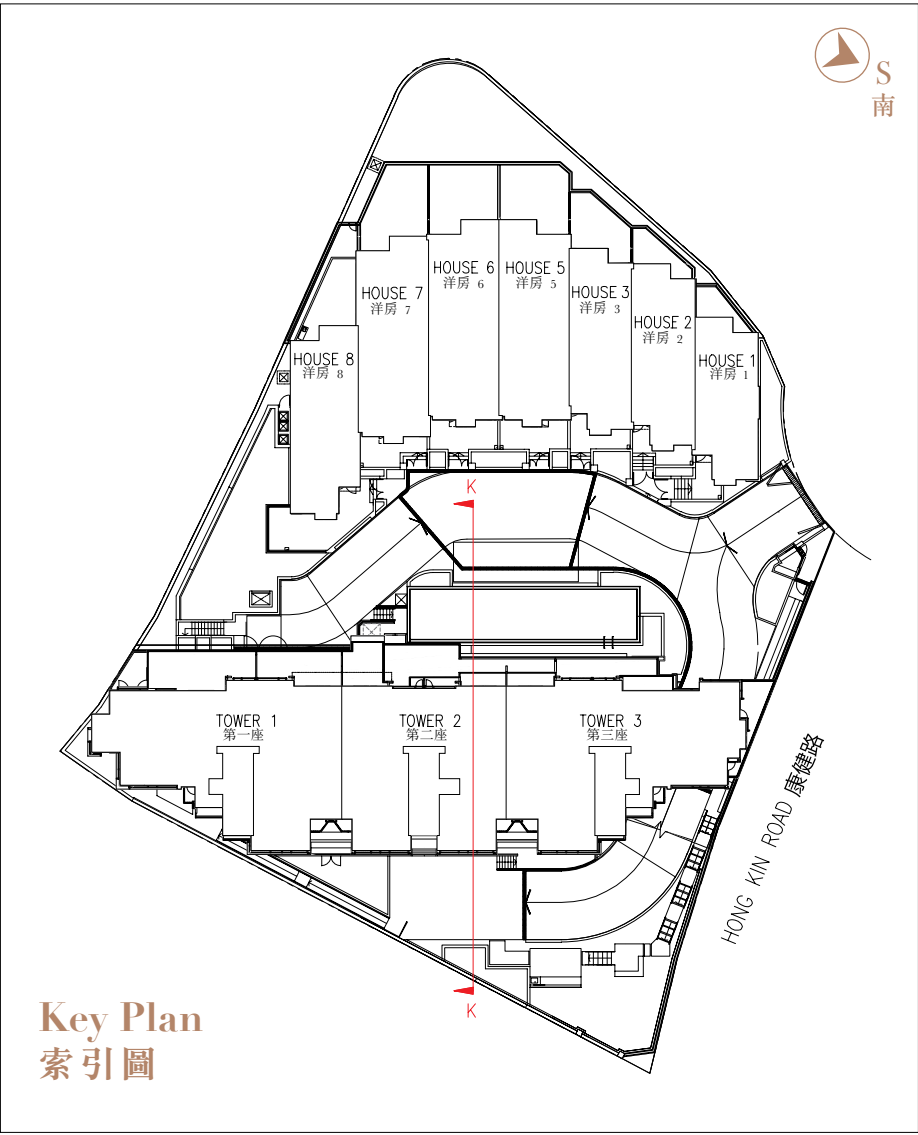 S
南
HOUSE 6
洋房 6
HOUSE 5
洋房 5
HOUSE 7
洋房 7
HOUSE 3
洋房 3
HOUSE 2
洋房 2
HOUSE 8
洋房 8
HOUSE 1
洋房 1
K
TOWER 1
第一座
TOWER 2
第二座
TOWER 3
第三座
HONG KIN ROAD 康健路
K
Key Plan
索引圖